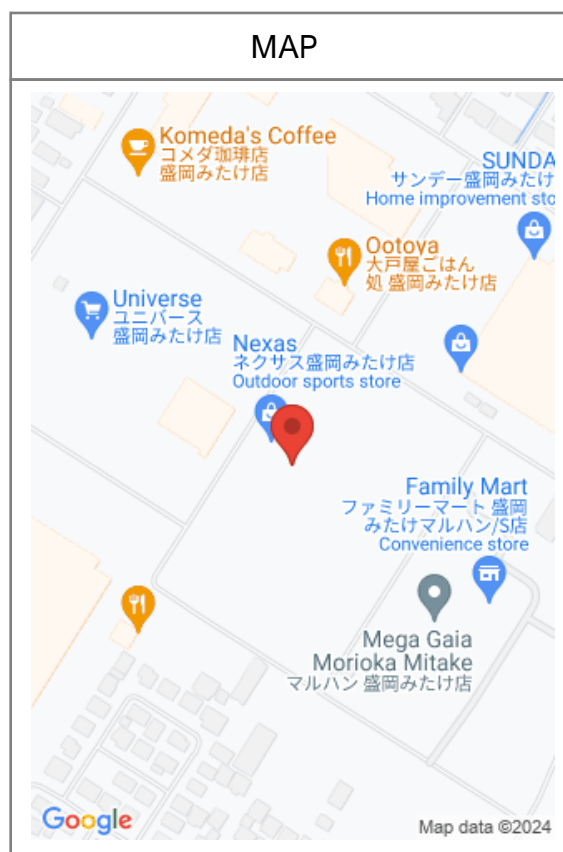 MAP
Komeda's Coffee
コメダ珈琲店
盛岡みたけ店
SUNDA
サンデー盛岡みたけ
Home improvement sto
Ootoya
大戸屋ごはん
処 盛岡みたけ店
Universe
ユニバース
盛岡みたけ店
Nexas
ネクサス盛岡みたけ店
Outdoor sports store
Family Mart
ファミリーマート 盛岡
みたけマルハン/S店
Convenience store
Mega Gaia
Morioka Mitake
マルハン 盛岡みたけ店
Google
Map data ©2024